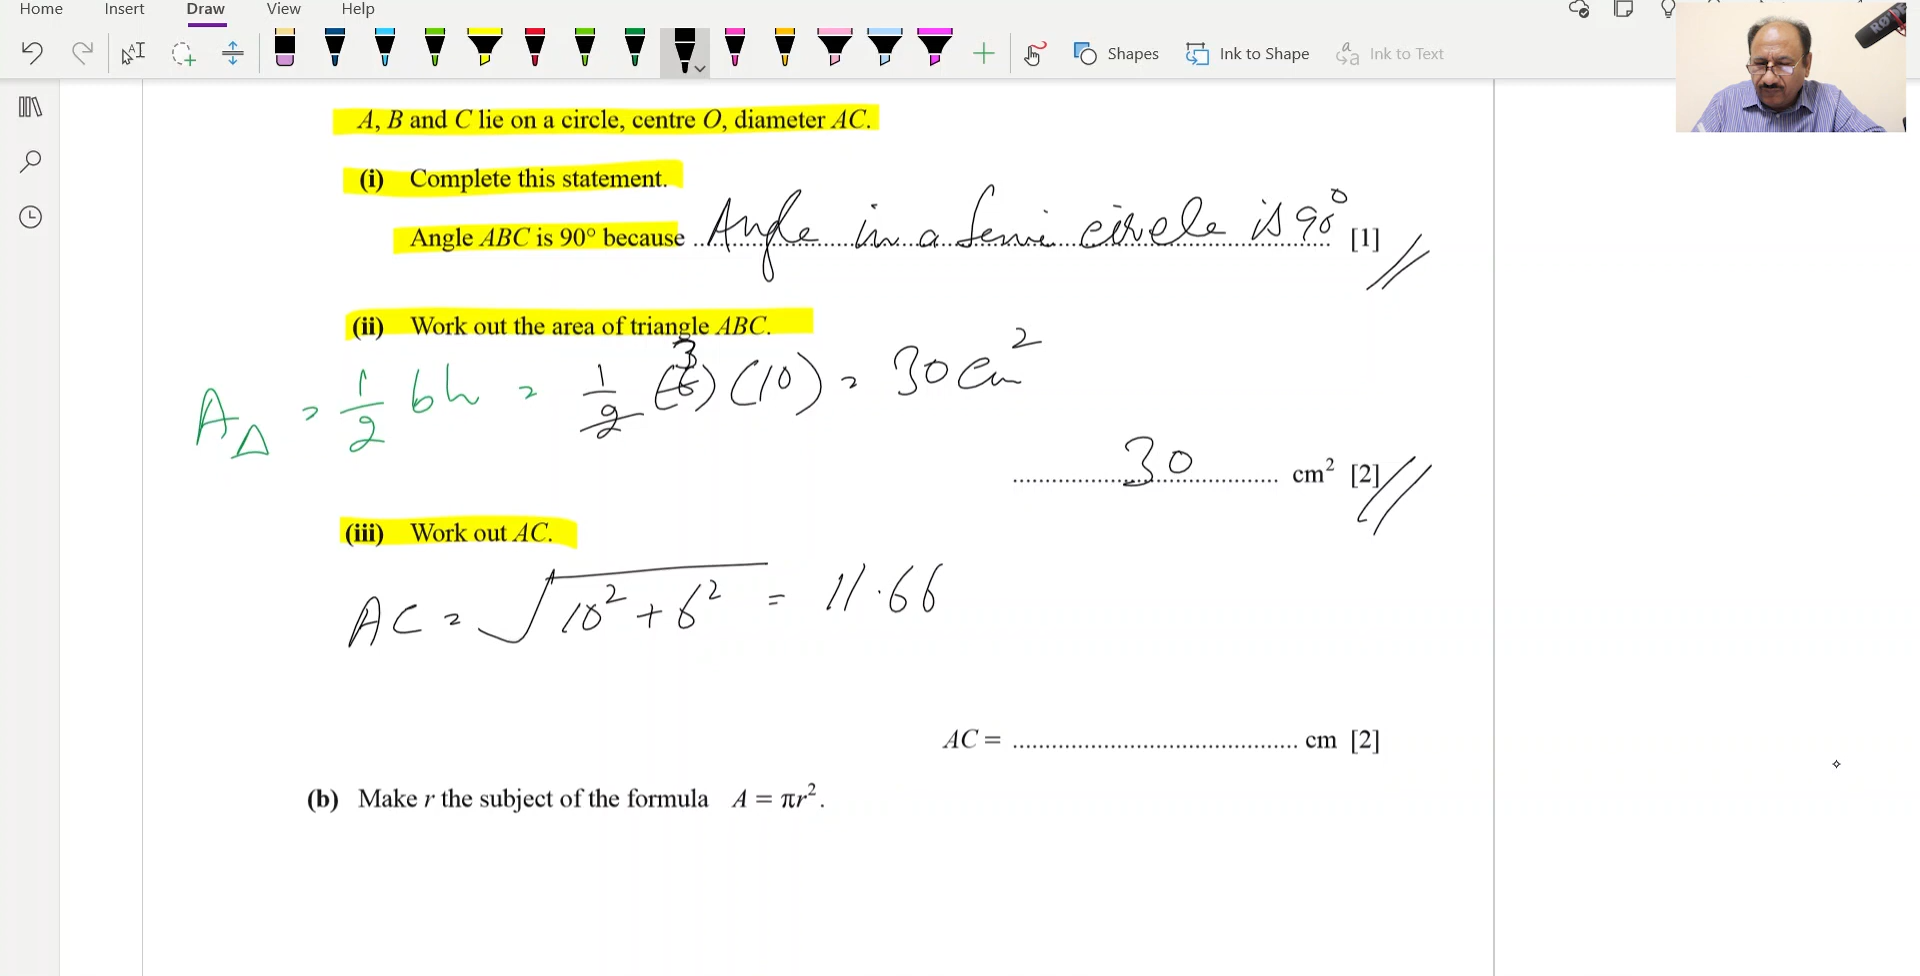 Home Insert Draw View Help
Shapes Ink to Shape Ink to Text
A, B and C lie on a circle, centre O, diameter AC.
(i) Complete this statement.
Angle ABC is 90° because Angle in a Semi circle is 90° [1]
(ii) Work out the area of triangle ABC.
A△ = 1/2 bh = 1/2 (6) 3 (10) = 30 cm²
30 cm² [2]
(iii) Work out AC.
AC = √10² + 6² = 11.66
AC = cm [2]
(b) Make r the subject of the formula A = πr².